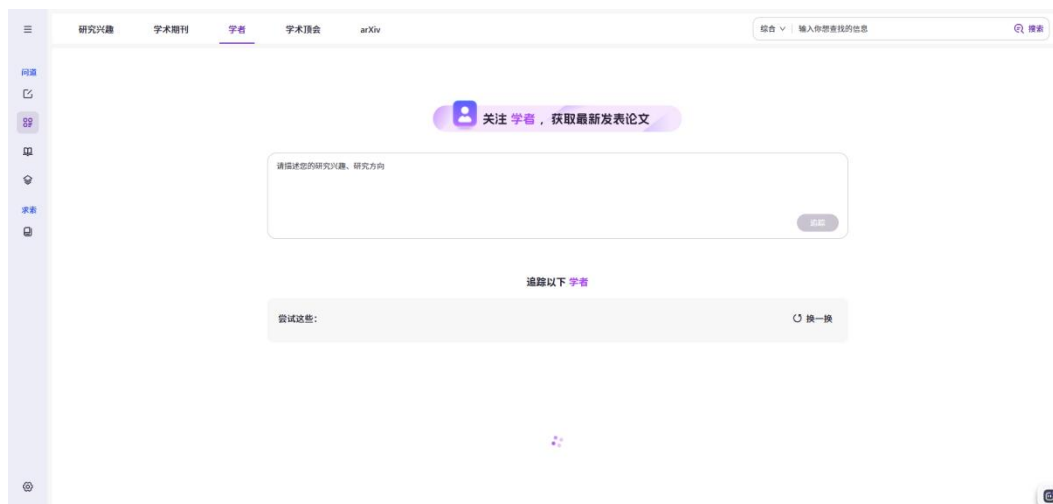 研究兴趣 学术期刊 学者 学术顶会 arXiv 综合 输入你想查找的信息 搜索
问道
关注 学者 ，获取最新发表论文
请描述您的研究兴趣、研究方向
求索
追踪
追踪以下 学者
尝试这些：
换一换